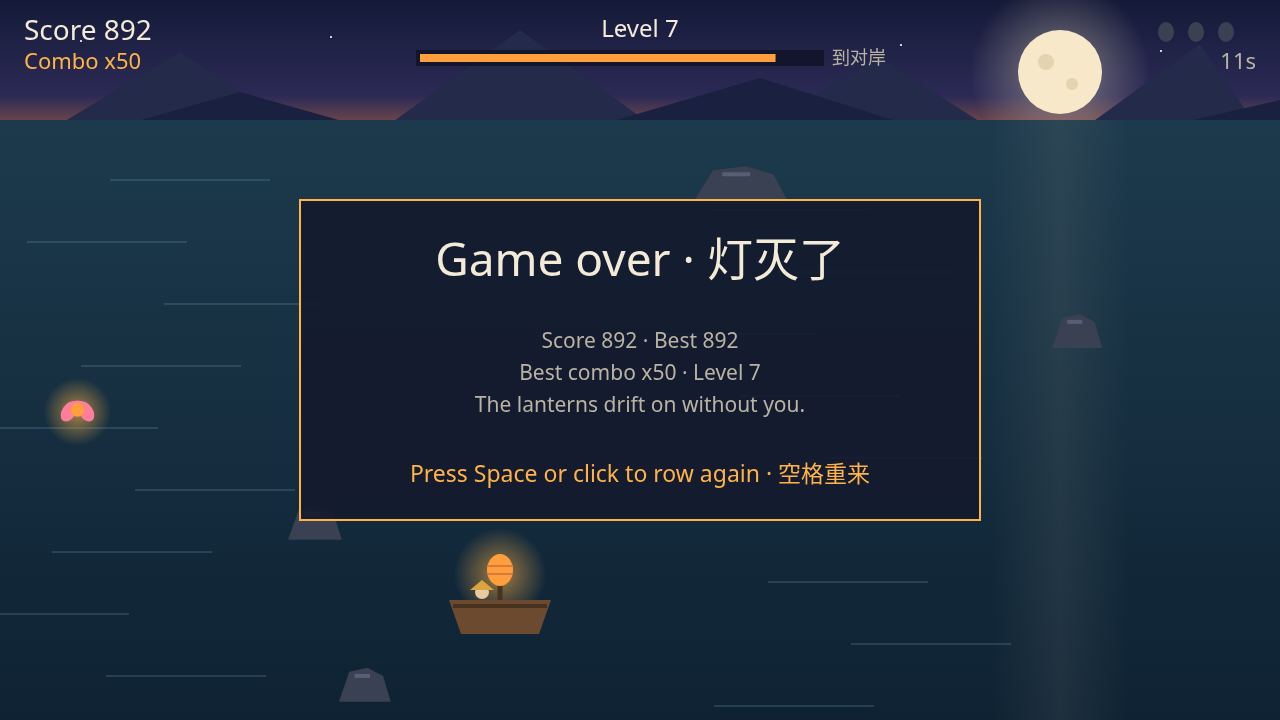 Score 892
Combo x50
Level 7
到对岸
11s
Game over · 灯灭了
Score 892 · Best 892
Best combo x50 · Level 7
The lanterns drift on without you.
Press Space or click to row again · 空格重来